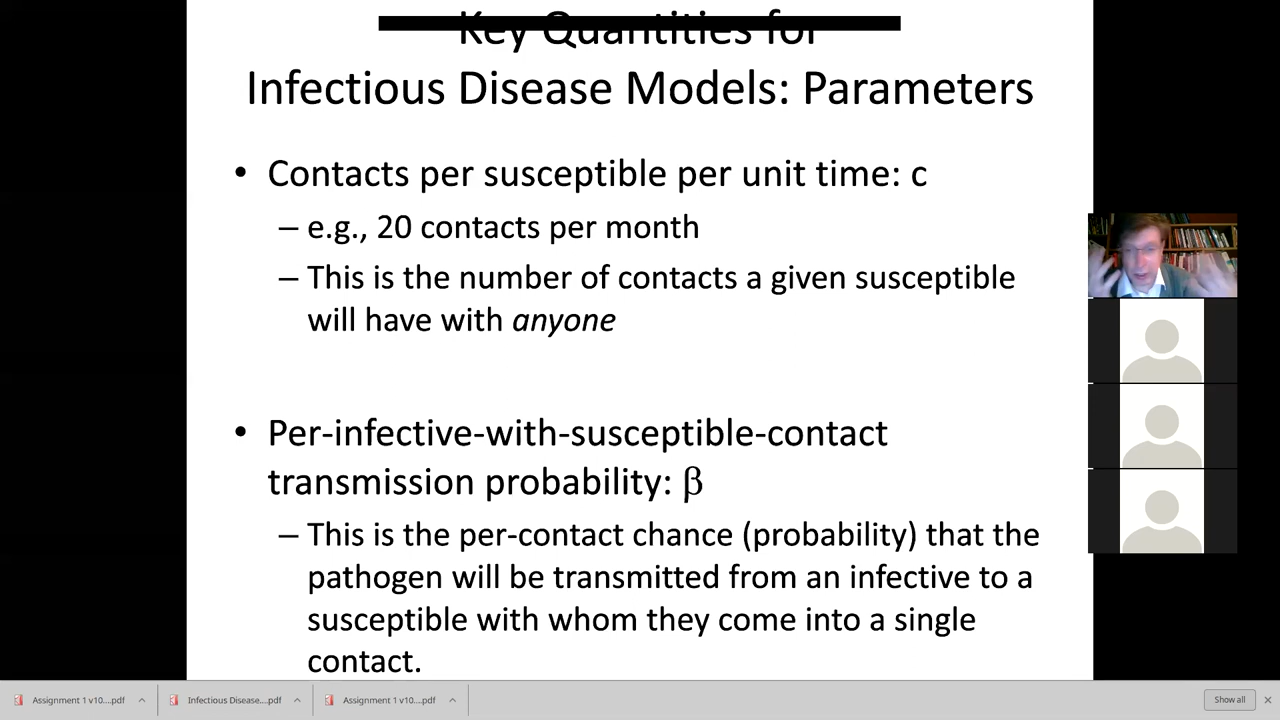 Key Quantities for
Infectious Disease Models: Parameters
• Contacts per susceptible per unit time: c
– e.g., 20 contacts per month
– This is the number of contacts a given susceptible
will have with anyone
• Per-infective-with-susceptible-contact
transmission probability: β
– This is the per-contact chance (probability) that the
pathogen will be transmitted from an infective to a
susceptible with whom they come into a single
contact.
Assignment 1 v10....pdf
Infectious Disease....pdf
Assignment 1 v10....pdf
Show all